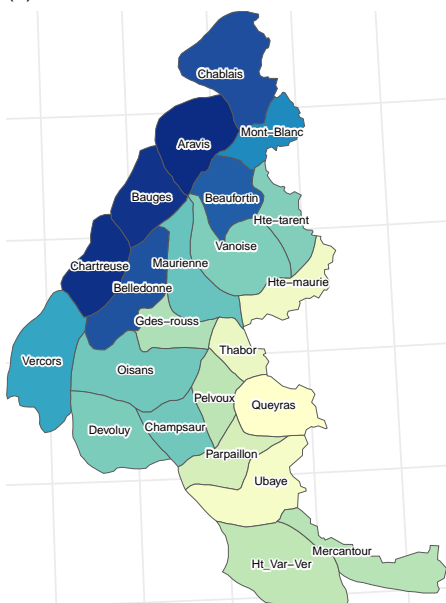 Chablais
Mont−Blanc
Aravis
Bauges
Beaufortin
Hte−tarent
Vanoise
Maurienne
Chartreuse
Hte−maurie
Belledonne
Gdes−rouss
Thabor
Vercors
Oisans
Pelvoux
Queyras
Devoluy
Champsaur
Parpaillon
Ubaye
Mercantour
Ht_Var−Ver